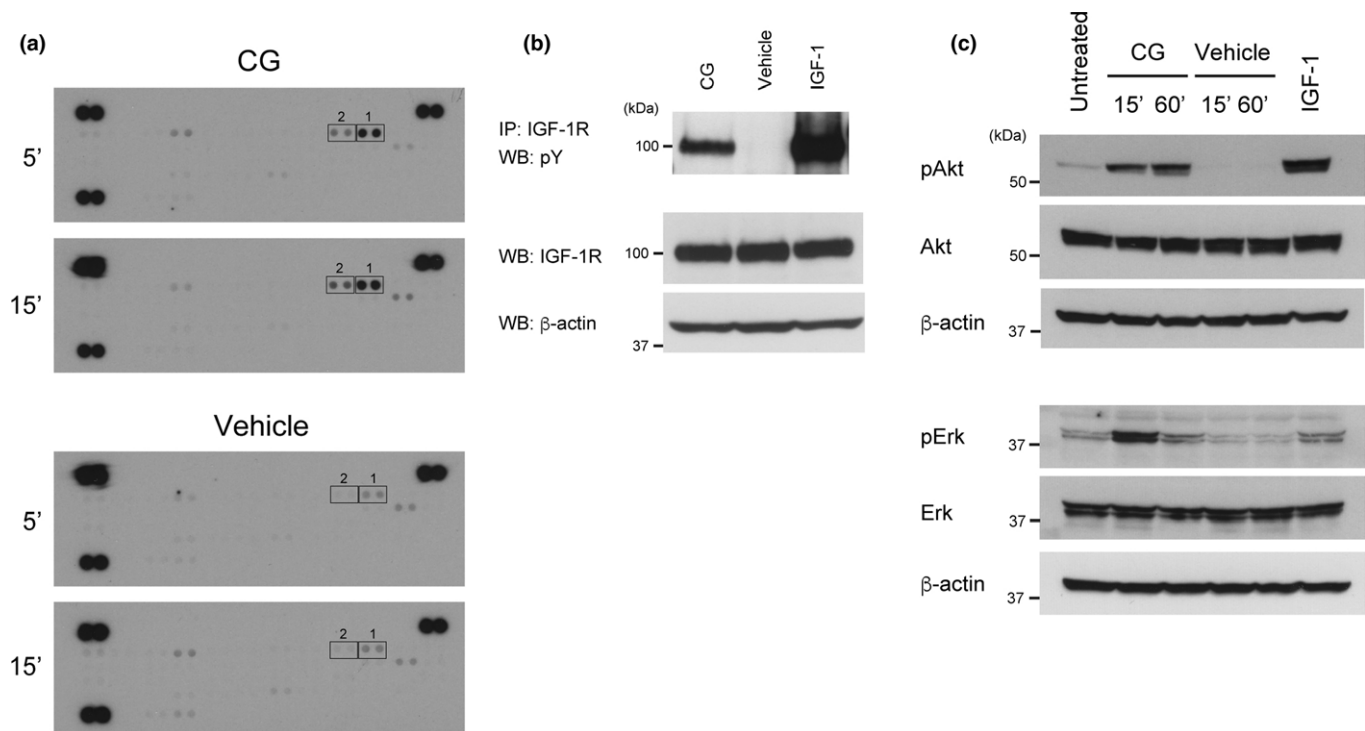 (a)
CG
5'
2 1
15'
2 1
Vehicle
5'
2 1
15'
2 1
(b)
CG
Vehicle
IGF-1
(kDa)
IP: IGF-1R
WB: pY
100
WB: IGF-1R
100
WB: β-actin
37
(c)
Untreated
CG
Vehicle
IGF-1
15' 60' 15' 60'
(kDa)
pAkt
50
Akt
50
β-actin
37
pErk
37
Erk
37
β-actin
37